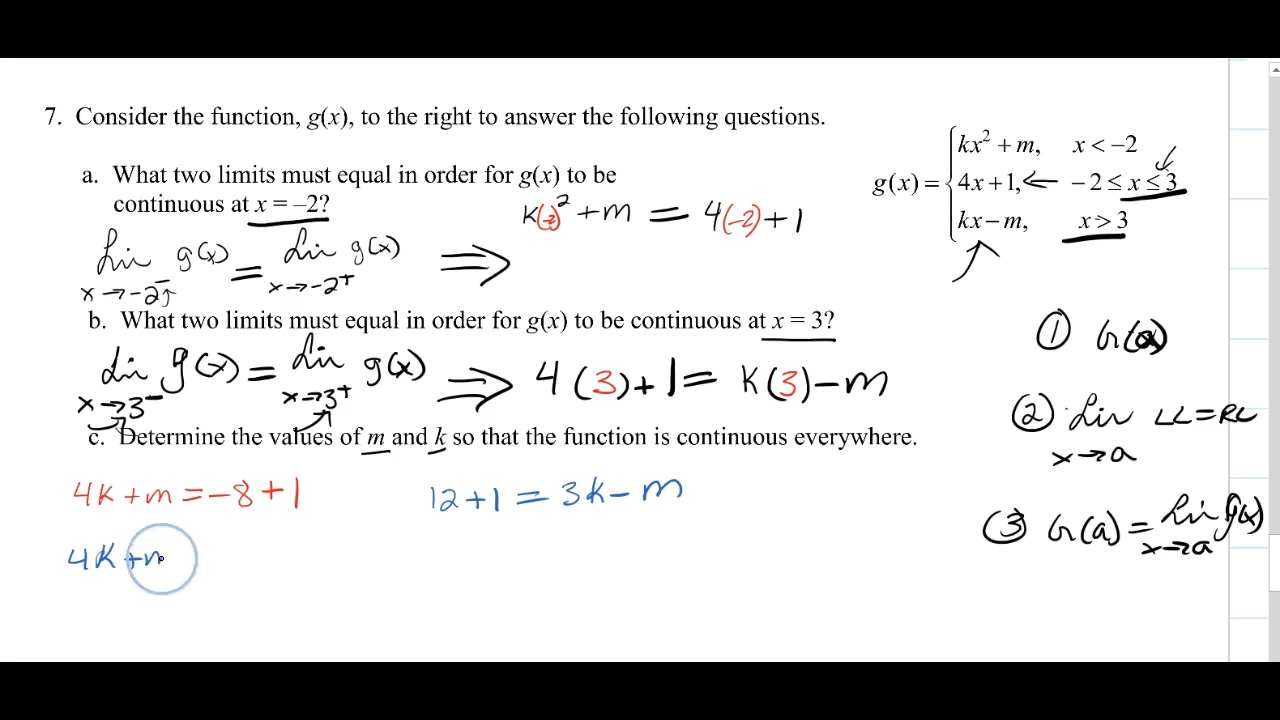 7. Consider the function, g(x), to the right to answer the following questions.
a. What two limits must equal in order for g(x) to be
continuous at x = –2?
g(x) = { kx² + m, x < −2
4x + 1, ← −2 ≤ x ≤ 3
kx − m, x > 3
k(-2)² + m = 4(-2) + 1
Lim x→-2⁻ g(x) = Lim x→-2⁺ g(x) ⇒
b. What two limits must equal in order for g(x) to be continuous at x = 3?
Lim x→3⁻ g(x) = Lim x→3⁺ g(x) ⇒ 4(3) + 1 = k(3) − m
c. Determine the values of m and k so that the function is continuous everywhere.
4k + m = −8 + 1
12 + 1 = 3k − m
4k + m
① G(a)
② Lim x→a LL = RL
③ G(a) = Lim x→a g(x)